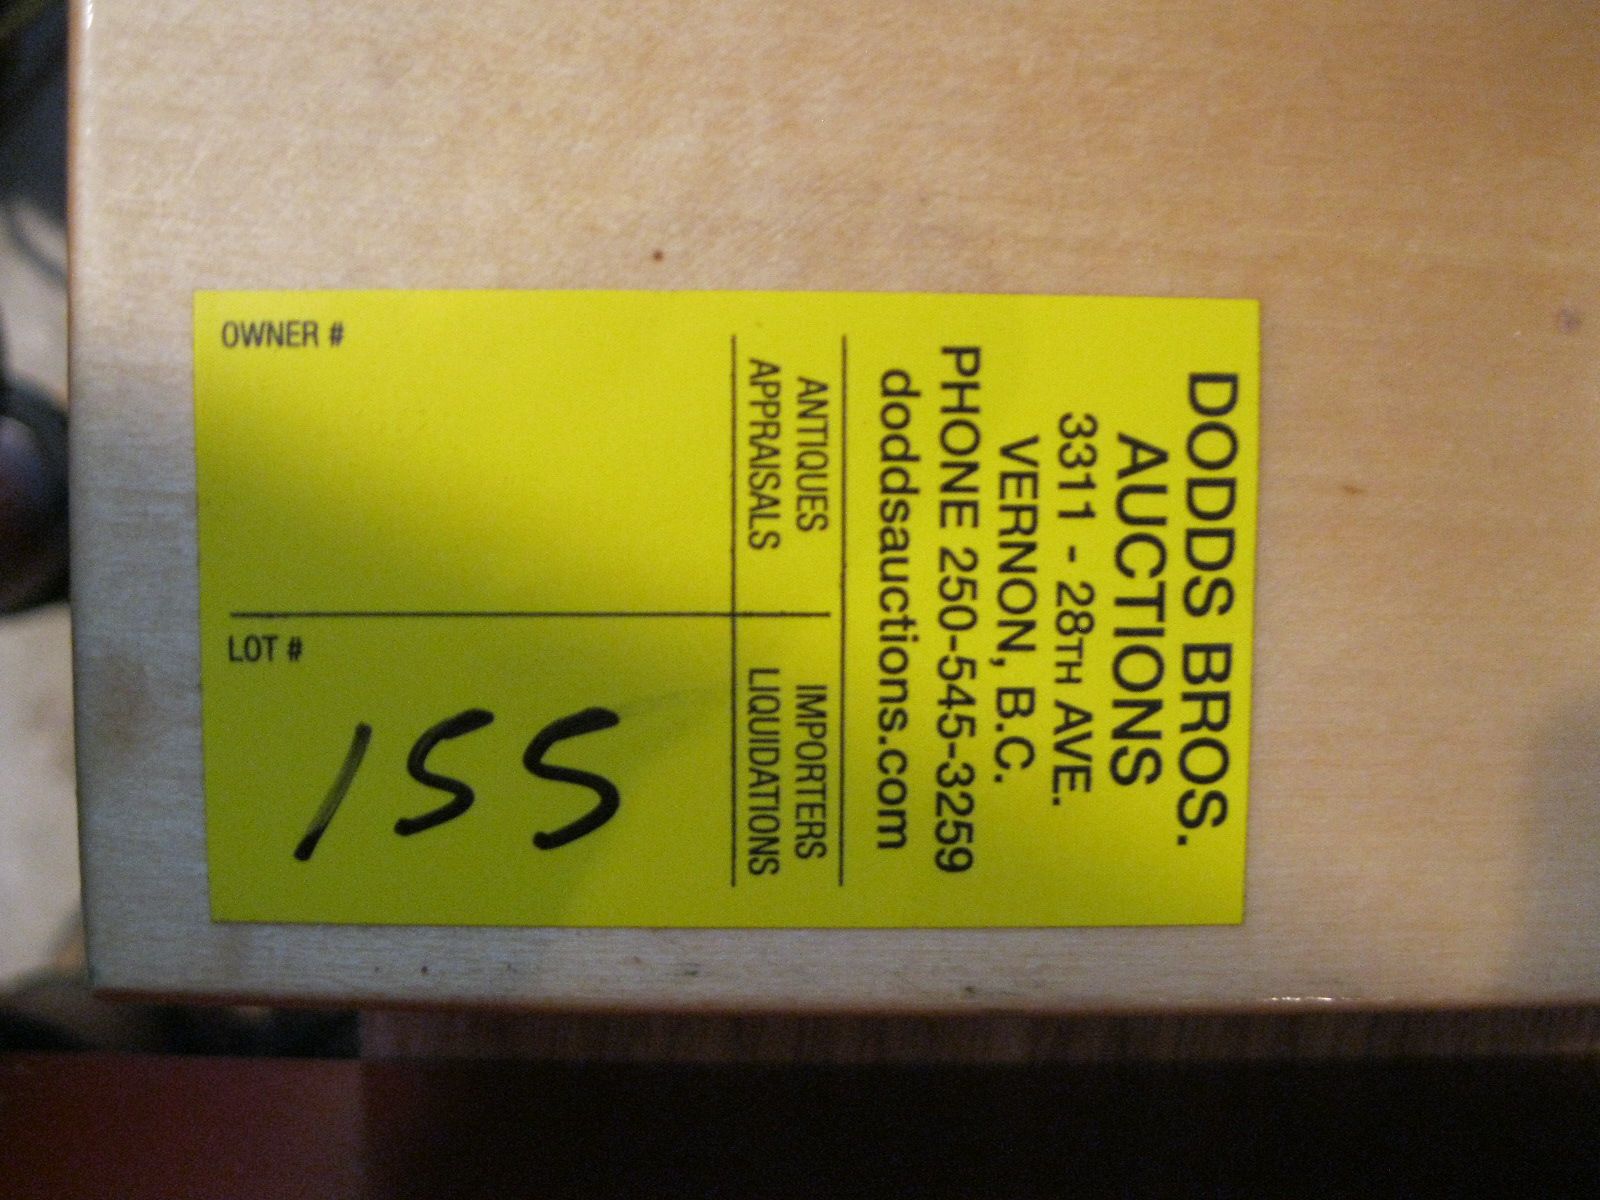 DODDS BROS.
AUCTIONS
3311 - 28TH AVE.
VERNON, B.C.
PHONE 250-545-3259
doddsauctions.com
ANTIQUES
APPRAISALS
IMPORTERS
LIQUIDATIONS
OWNER #
LOT #
155